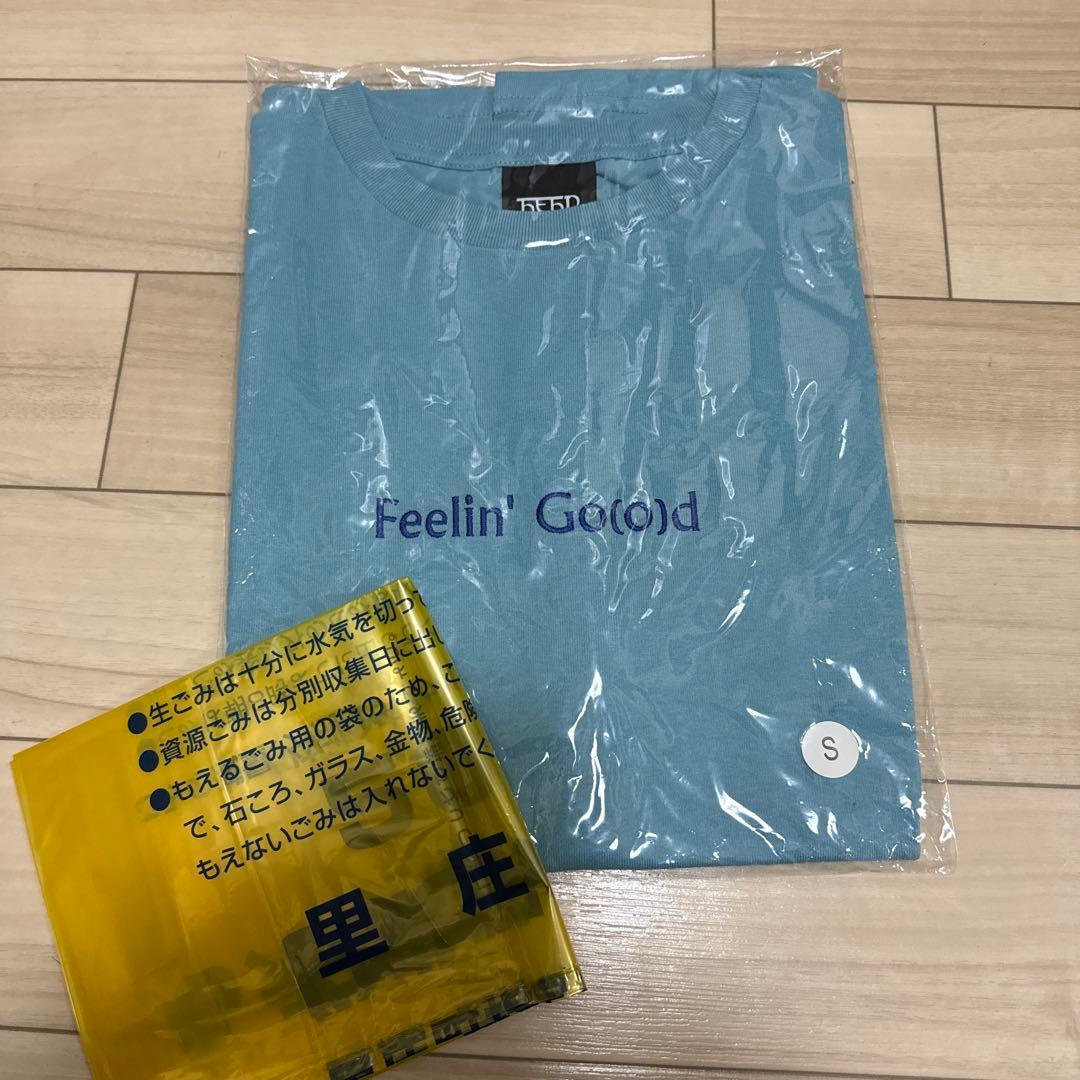 Feelin' Go(o)d
S
●生ごみは十分に水気を切って
●資源ごみは分別収集日に出し
●もえるごみ用の袋のため、こ
で、石ころ、ガラス、金物、危険
もえないごみは入れないでく
里 庄